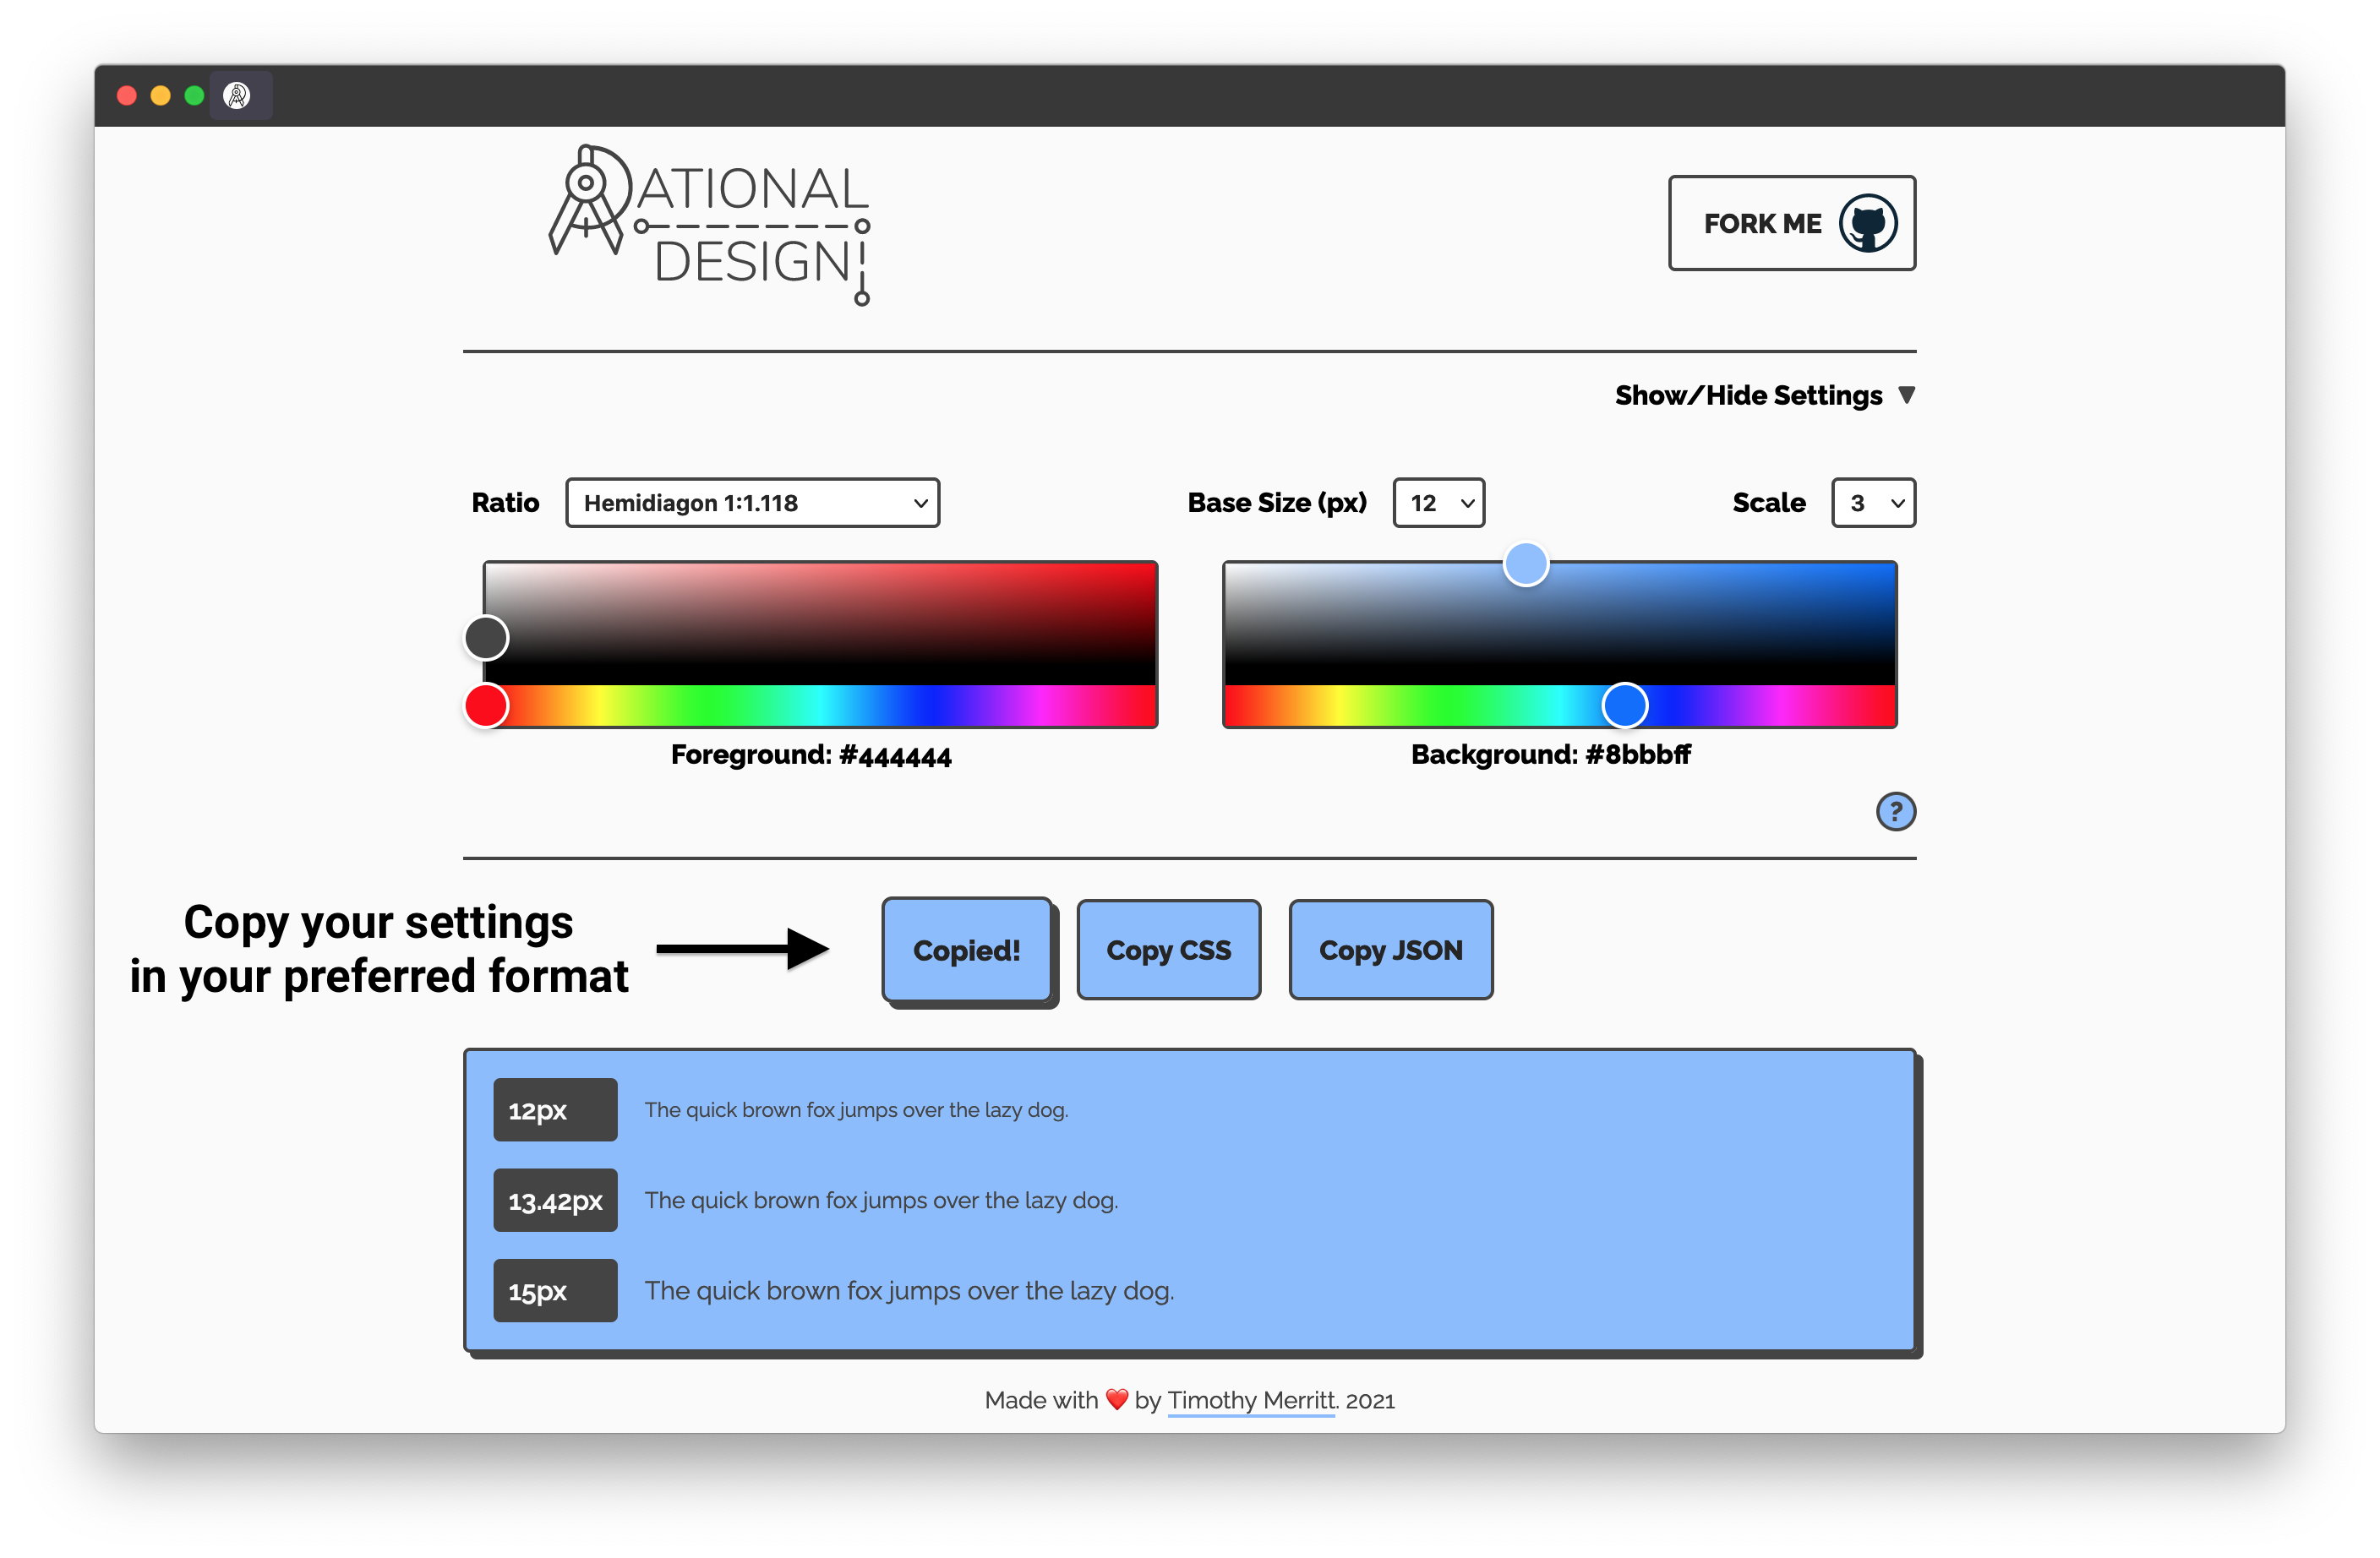 RATIONAL
DESIGN
FORK ME
Show/Hide Settings ▼
Ratio Hemidiagon 1:1.118 Base Size (px) 12 Scale 3
Foreground: #444444 Background: #8bbbff
?
Copy your settings
in your preferred format
Copied! Copy CSS Copy JSON
12px The quick brown fox jumps over the lazy dog.
13.42px The quick brown fox jumps over the lazy dog.
15px The quick brown fox jumps over the lazy dog.
Made with ❤️ by Timothy Merritt. 2021